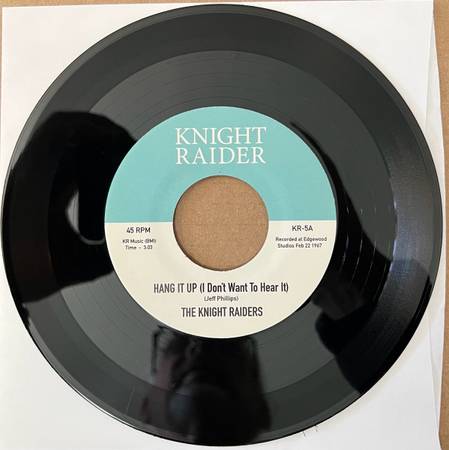 KNIGHT
RAIDER
45 RPM
KR Music (BMI)
Time - 3:03
KR-5A
Recorded at Edgewood
Studios Feb 22 1967
HANG IT UP (I Don't Want To Hear It)
(Jeff Phillips)
THE KNIGHT RAIDERS